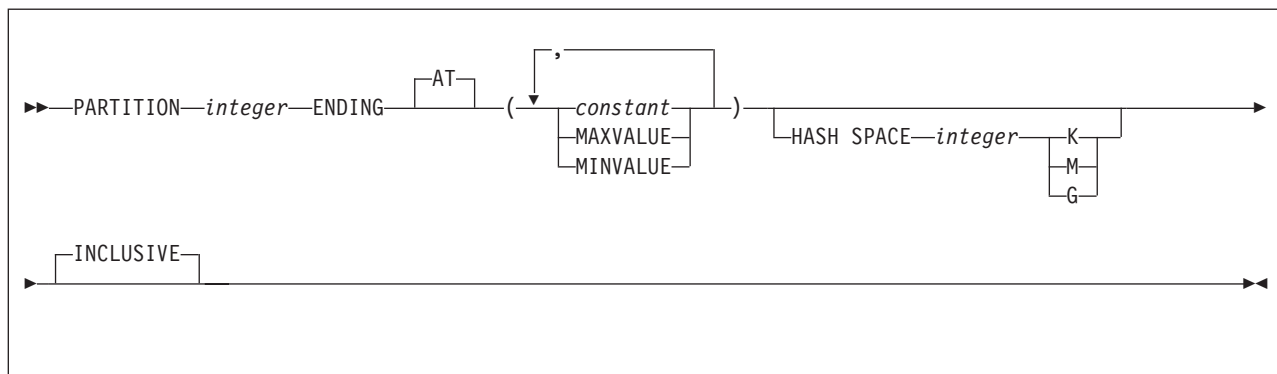 ,
AT
PARTITION integer ENDING ( constant )
MAXVALUE
MINVALUE
HASH SPACE integer K
M
G
INCLUSIVE